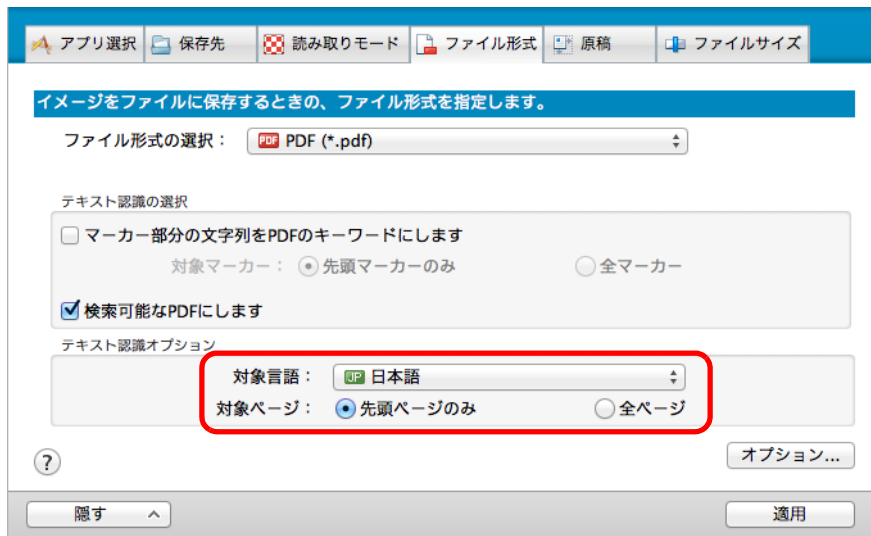 アプリ選択 保存先 読み取りモード ファイル形式 原稿 ファイルサイズ
イメージをファイルに保存するときの、ファイル形式を指定します。
ファイル形式の選択： PDF PDF (*.pdf)
テキスト認識の選択
マーカー部分の文字列をPDFのキーワードにします
対象マーカー： 先頭マーカーのみ 全マーカー
検索可能なPDFにします
テキスト認識オプション
対象言語： JP 日本語
対象ページ： 先頭ページのみ 全ページ
? オプション...
隠す 適用